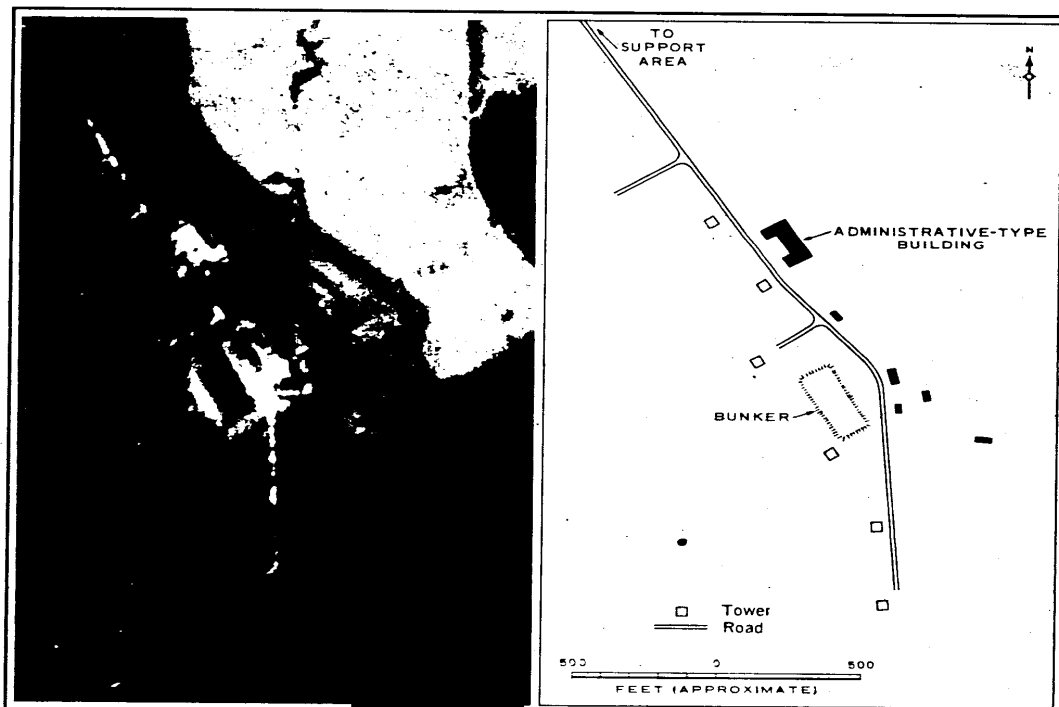 TO
SUPPORT
AREA
N
ADMINISTRATIVE-TYPE
BUILDING
BUNKER
Tower
Road
500 0 500
FEET (APPROXIMATE)